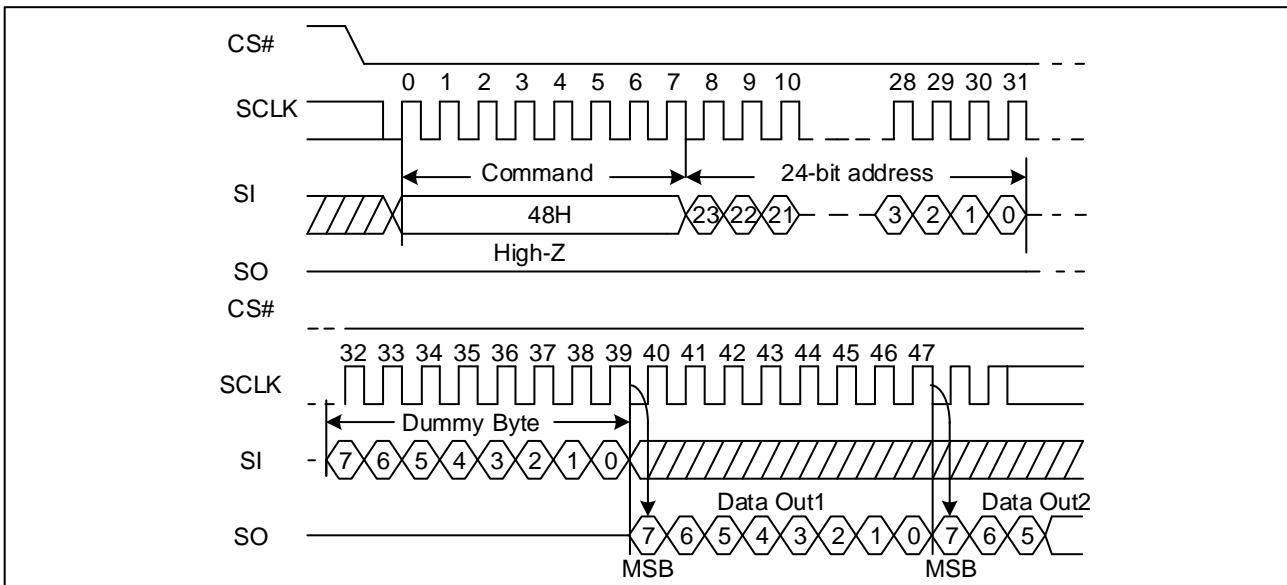 CS#
0 1 2 3 4 5 6 7 8 9 10 28 29 30 31
SCLK
Command 24-bit address
SI
48H 23 22 21 3 2 1 0
High-Z
SO
CS#
32 33 34 35 36 37 38 39 40 41 42 43 44 45 46 47
SCLK
Dummy Byte
SI 7 6 5 4 3 2 1 0
Data Out1 Data Out2
SO 7 6 5 4 3 2 1 0 7 6 5
MSB MSB